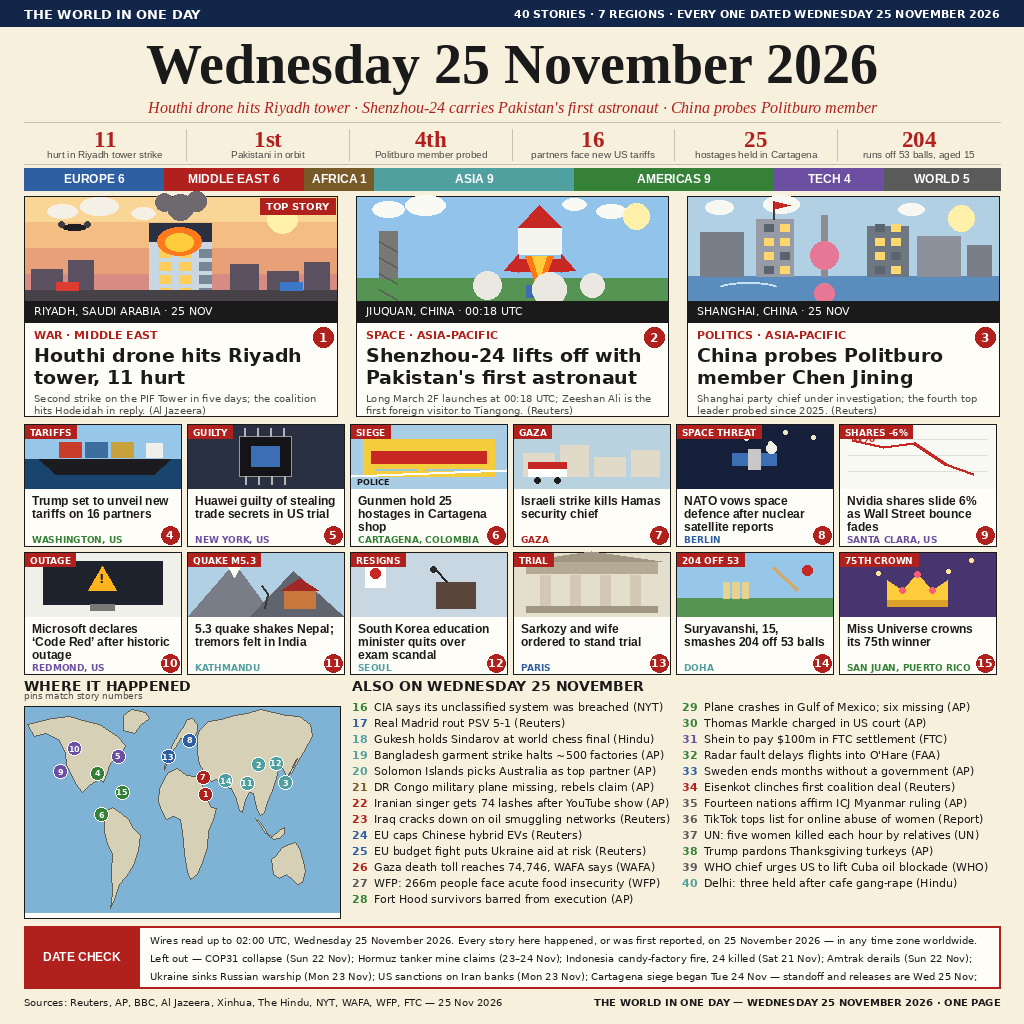 THE WORLD IN ONE DAY
40 STORIES · 7 REGIONS · EVERY ONE DATED WEDNESDAY 25 NOVEMBER 2026
Wednesday 25 November 2026
Houthi drone hits Riyadh tower · Shenzhou-24 carries Pakistan's first astronaut · China probes Politburo member
11
hurt in Riyadh tower strike
1st
Pakistani in orbit
4th
Politburo member probed
16
partners face new US tariffs
25
hostages held in Cartagena
204
runs off 53 balls, aged 15
EUROPE 6
MIDDLE EAST 6
AFRICA 1
ASIA 9
AMERICAS 9
TECH 4
WORLD 5
TOP STORY
RIYADH, SAUDI ARABIA · 25 NOV
WAR · MIDDLE EAST
1
Houthi drone hits Riyadh
tower, 11 hurt
Second strike on the PIF Tower in five days; the coalition
hits Hodeidah in reply. (Al Jazeera)
JIUQUAN, CHINA · 00:18 UTC
SPACE · ASIA-PACIFIC
2
Shenzhou-24 lifts off with
Pakistan's first astronaut
Long March 2F launches at 00:18 UTC; Zeeshan Ali is the
first foreign visitor to Tiangong. (Reuters)
SHANGHAI, CHINA · 25 NOV
POLITICS · ASIA-PACIFIC
3
China probes Politburo
member Chen Jining
Shanghai party chief under investigation; the fourth top
leader probed since 2025. (Reuters)
TARIFFS
Trump set to unveil new
tariffs on 16 partners
WASHINGTON, US
4
GUILTY
Huawei guilty of stealing
trade secrets in US trial
NEW YORK, US
5
SIEGE
POLICE
Gunmen hold 25
hostages in Cartagena
shop
CARTAGENA, COLOMBIA
6
GAZA
Israeli strike kills Hamas
security chief
GAZA
7
SPACE THREAT
NATO vows space
defence after nuclear
satellite reports
BERLIN
8
SHARES -6%
Nvidia shares slide 6%
as Wall Street bounce
fades
SANTA CLARA, US
9
OUTAGE
!
Microsoft declares
‘Code Red’ after historic
outage
REDMOND, US
10
QUAKE M5.3
5.3 quake shakes Nepal;
tremors felt in India
KATHMANDU
11
RESIGNS
South Korea education
minister quits over
exam scandal
SEOUL
12
TRIAL
Sarkozy and wife
ordered to stand trial
PARIS
13
204 OFF 53
Suryavanshi, 15,
smashes 204 off 53 balls
DOHA
14
75TH CROWN
Miss Universe crowns
its 75th winner
SAN JUAN, PUERTO RICO
15
WHERE IT HAPPENED
pins match story numbers
10
5
9
4
15
6
8
13
7
1
14
11
2
12
3
ALSO ON WEDNESDAY 25 NOVEMBER
16 CIA says its unclassified system was breached (NYT)
17 Real Madrid rout PSV 5-1 (Reuters)
18 Gukesh holds Sindarov at world chess final (Hindu)
19 Bangladesh garment strike halts ~500 factories (AP)
20 Solomon Islands picks Australia as top partner (AP)
21 DR Congo military plane missing, rebels claim (AP)
22 Iranian singer gets 74 lashes after YouTube show (AP)
23 Iraq cracks down on oil smuggling networks (Reuters)
24 EU caps Chinese hybrid EVs (Reuters)
25 EU budget fight puts Ukraine aid at risk (Reuters)
26 Gaza death toll reaches 74,746, WAFA says (WAFA)
27 WFP: 266m people face acute food insecurity (WFP)
28 Fort Hood survivors barred from execution (AP)
29 Plane crashes in Gulf of Mexico; six missing (AP)
30 Thomas Markle charged in US court (AP)
31 Shein to pay $100m in FTC settlement (FTC)
32 Radar fault delays flights into O'Hare (FAA)
33 Sweden ends months without a government (AP)
34 Eisenkot clinches first coalition deal (Reuters)
35 Fourteen nations affirm ICJ Myanmar ruling (AP)
36 TikTok tops list for online abuse of women (Report)
37 UN: five women killed each hour by relatives (UN)
38 Trump pardons Thanksgiving turkeys (AP)
39 WHO chief urges US to lift Cuba oil blockade (WHO)
40 Delhi: three held after cafe gang-rape (Hindu)
DATE CHECK
Wires read up to 02:00 UTC, Wednesday 25 November 2026. Every story here happened, or was first reported, on 25 November 2026 — in any time zone worldwide.
Left out — COP31 collapse (Sun 22 Nov); Hormuz tanker mine claims (23–24 Nov); Indonesia candy-factory fire, 24 killed (Sat 21 Nov); Amtrak derails (Sun 22 Nov);
Ukraine sinks Russian warship (Mon 23 Nov); US sanctions on Iran banks (Mon 23 Nov); Cartagena siege began Tue 24 Nov — standoff and releases are Wed 25 Nov;
Sources: Reuters, AP, BBC, Al Jazeera, Xinhua, The Hindu, NYT, WAFA, WFP, FTC — 25 Nov 2026
THE WORLD IN ONE DAY — WEDNESDAY 25 NOVEMBER 2026 · ONE PAGE